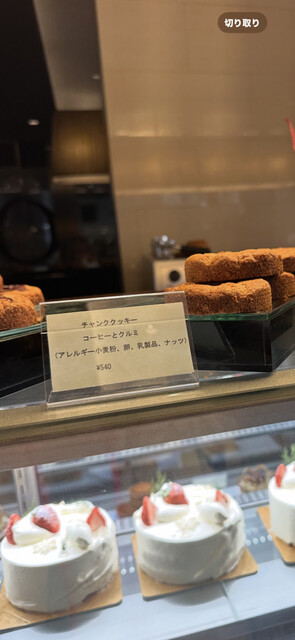 切り取り
チャンククッキー
コーヒーとクルミ
(アレルギー小麦粉、卵、乳製品、ナッツ)
¥540